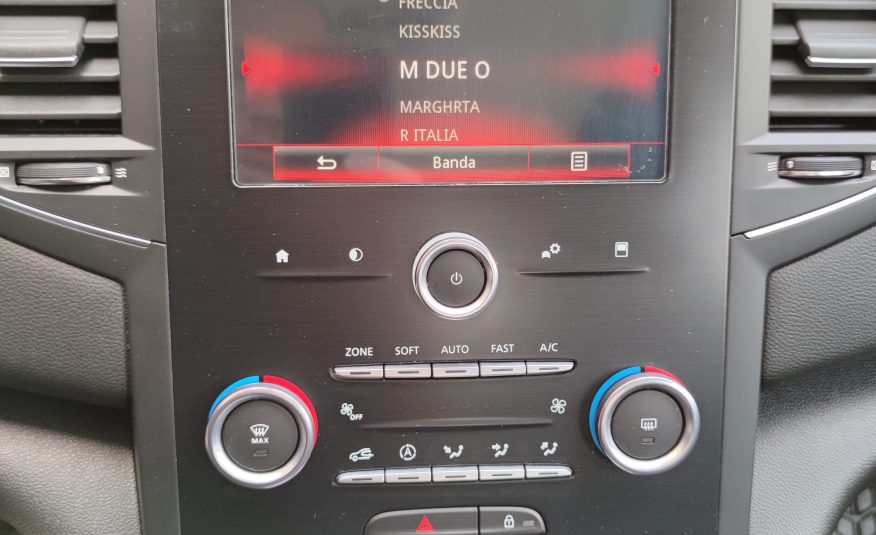 FRECCIA
KISSKISS
M DUE O
MARGHRTA
R ITALIA
Banda
ZONE SOFT AUTO FAST A/C
OFF
MAX